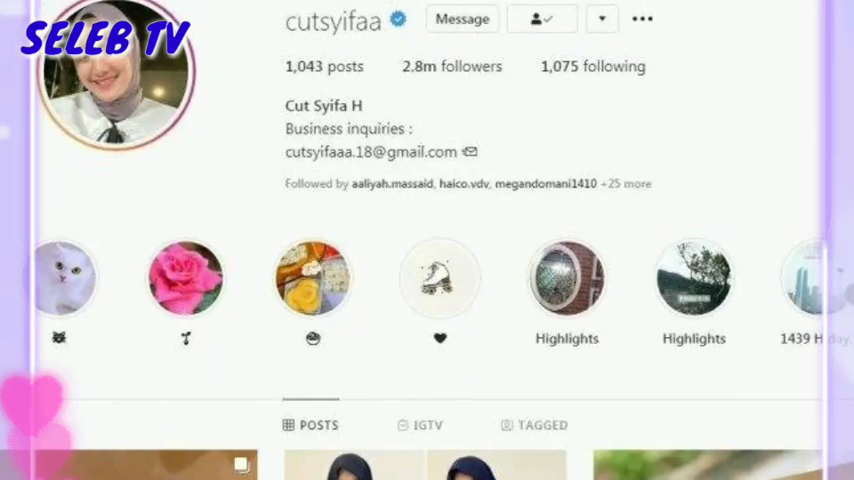 SELEB TV
cutsyifaa Message
1,043 posts 2.8m followers 1,075 following
Cut Syifa H
Business inquiries :
cutsyifaaa.18@gmail.com
Followed by aaliyah.massaid, haico.vdv, megandomani1410 +25 more
Highlights Highlights 1439 H
POSTS IGTV TAGGED